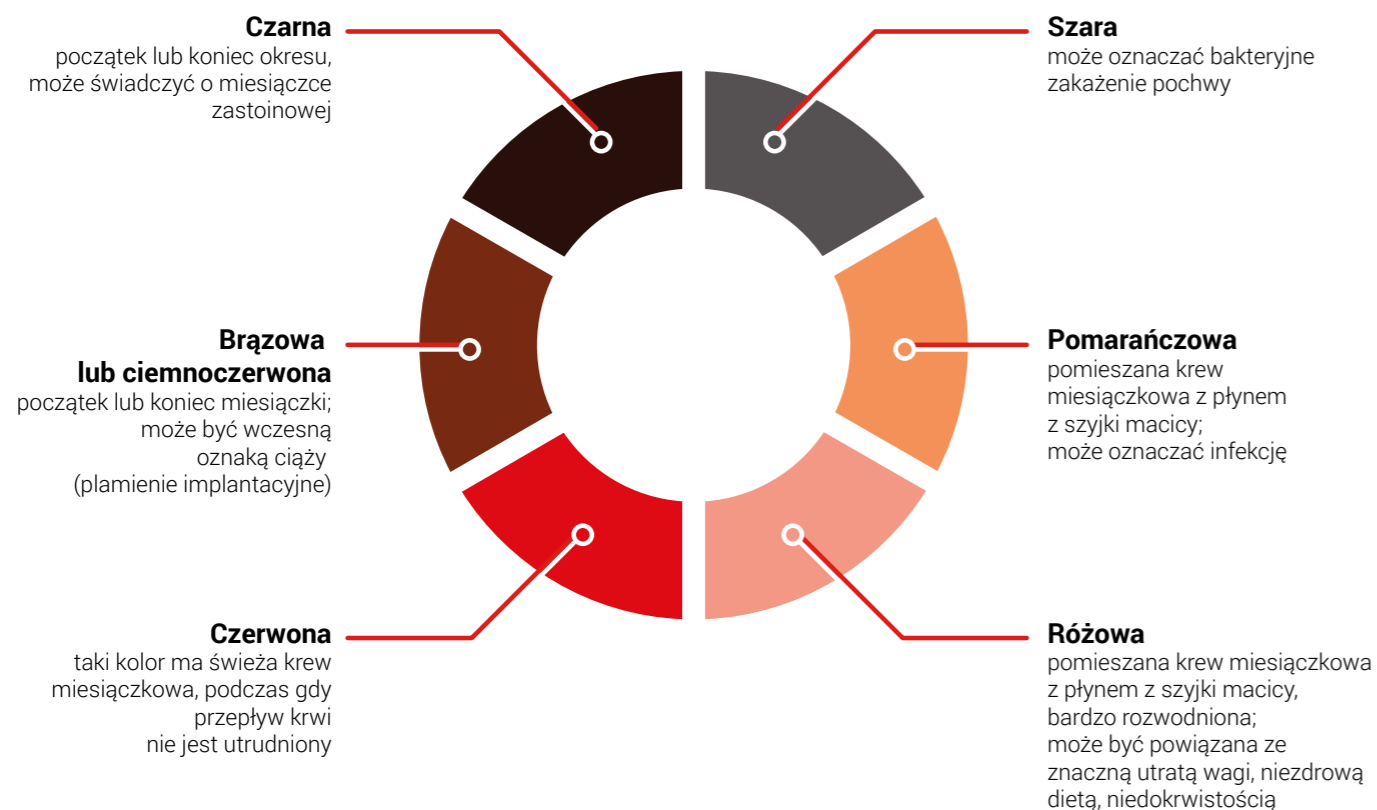 Czarna
początek lub koniec okresu,
może świadczyć o miesiączce
zastoinowej
Szara
może oznaczać bakteryjne
zakażenie pochwy
Brązowa
lub ciemnoczerwona
początek lub koniec miesiączki;
może być wczesną
oznaką ciąży
(plamienie implantacyjne)
Pomarańczowa
pomieszana krew
miesiączkowa z płynem
z szyjki macicy;
może oznaczać infekcję
Czerwona
taki kolor ma świeża krew
miesiączkowa, podczas gdy
przepływ krwi
nie jest utrudniony
Różowa
pomieszana krew miesiączkowa
z płynem z szyjki macicy,
bardzo rozwodniona;
może być powiązana ze
znaczną utratą wagi, niezdrową
dietą, niedokrwistością